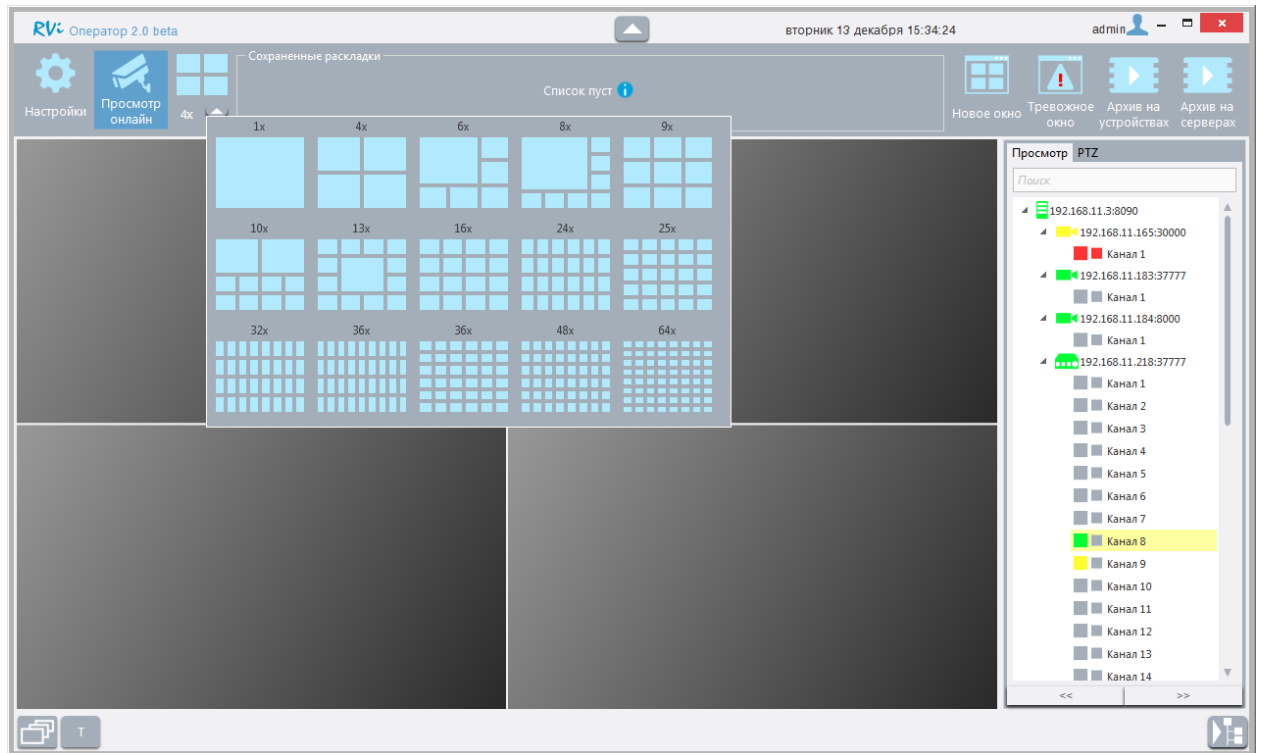 RVi Оператор 2.0 beta
вторник 13 декабря 15:34:24
admin
Настройки
Просмотр
онлайн
4x
Сохраненные раскладки
Список пуст i
Новое окно
Тревожное
окно
Архив на
устройствах
Архив на
серверах
1x 4x 6x 8x 9x
10x 13x 16x 24x 25x
32x 36x 36x 48x 64x
Просмотр PTZ
Поиск
192.168.11.3:8090
192.168.11.165:30000
Канал 1
192.168.11.183:37777
Канал 1
192.168.11.184:8000
Канал 1
192.168.11.218:37777
Канал 1
Канал 2
Канал 3
Канал 4
Канал 5
Канал 6
Канал 7
Канал 8
Канал 9
Канал 10
Канал 11
Канал 12
Канал 13
Канал 14
<< >>
T